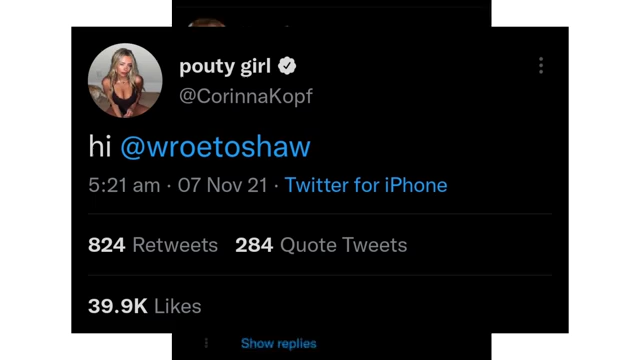 pouty girl
@CorinnaKopf
hi @wroetoshaw
5:21 am · 07 Nov 21 · Twitter for iPhone
824 Retweets 284 Quote Tweets
39.9K Likes
Show replies